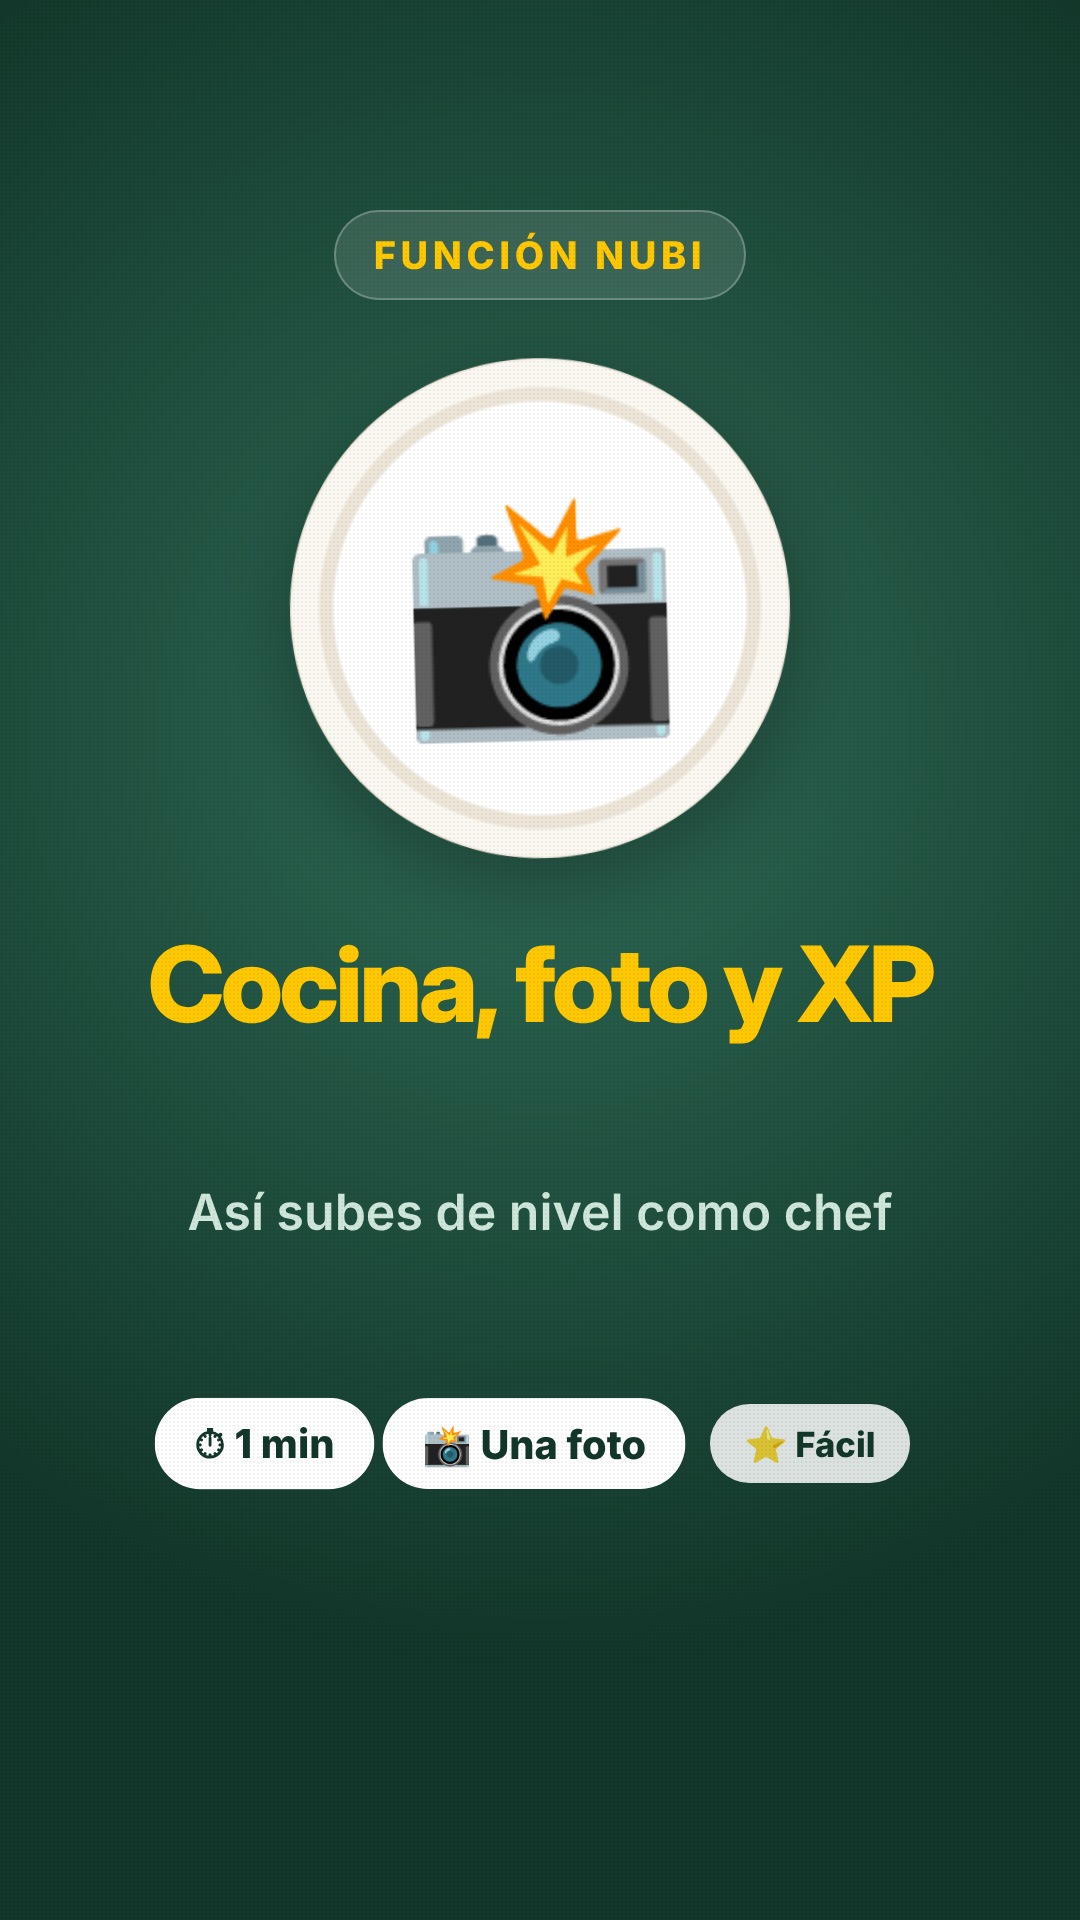 FUNCIÓN NUBI
Cocina, foto y XP
Así subes de nivel como chef
⏱ 1 min 📸 Una foto ⭐ Fácil